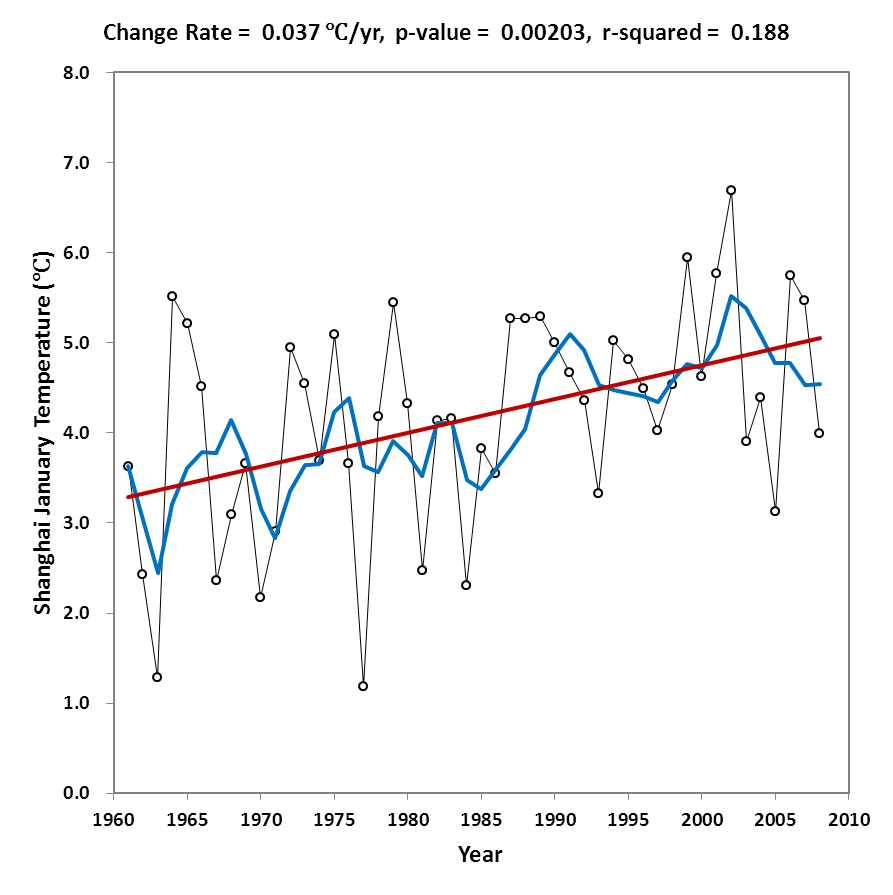 Change Rate = 0.037 ℃/yr, p-value = 0.00203, r-squared = 0.188
8.0
7.0
6.0
5.0
4.0
3.0
2.0
1.0
0.0
Shanghai January Temperature (℃)
1960 1965 1970 1975 1980 1985 1990 1995 2000 2005 2010
Year